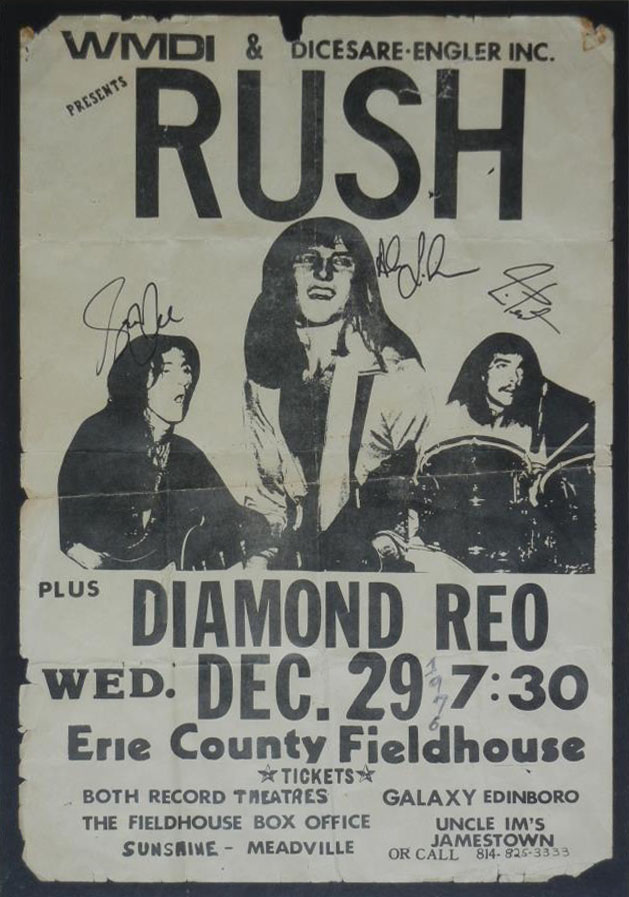 WMDI & DICESARE·ENGLER INC.
PRESENTS
RUSH
PLUS
DIAMOND REO
WED. DEC. 29 1976 7:30
Erie County Fieldhouse
☆TICKETS☆
BOTH RECORD THEATRES
GALAXY EDINBORO
THE FIELDHOUSE BOX OFFICE
UNCLE IM'S
JAMESTOWN
SUNSHINE - MEADVILLE
OR CALL 814-825-3333